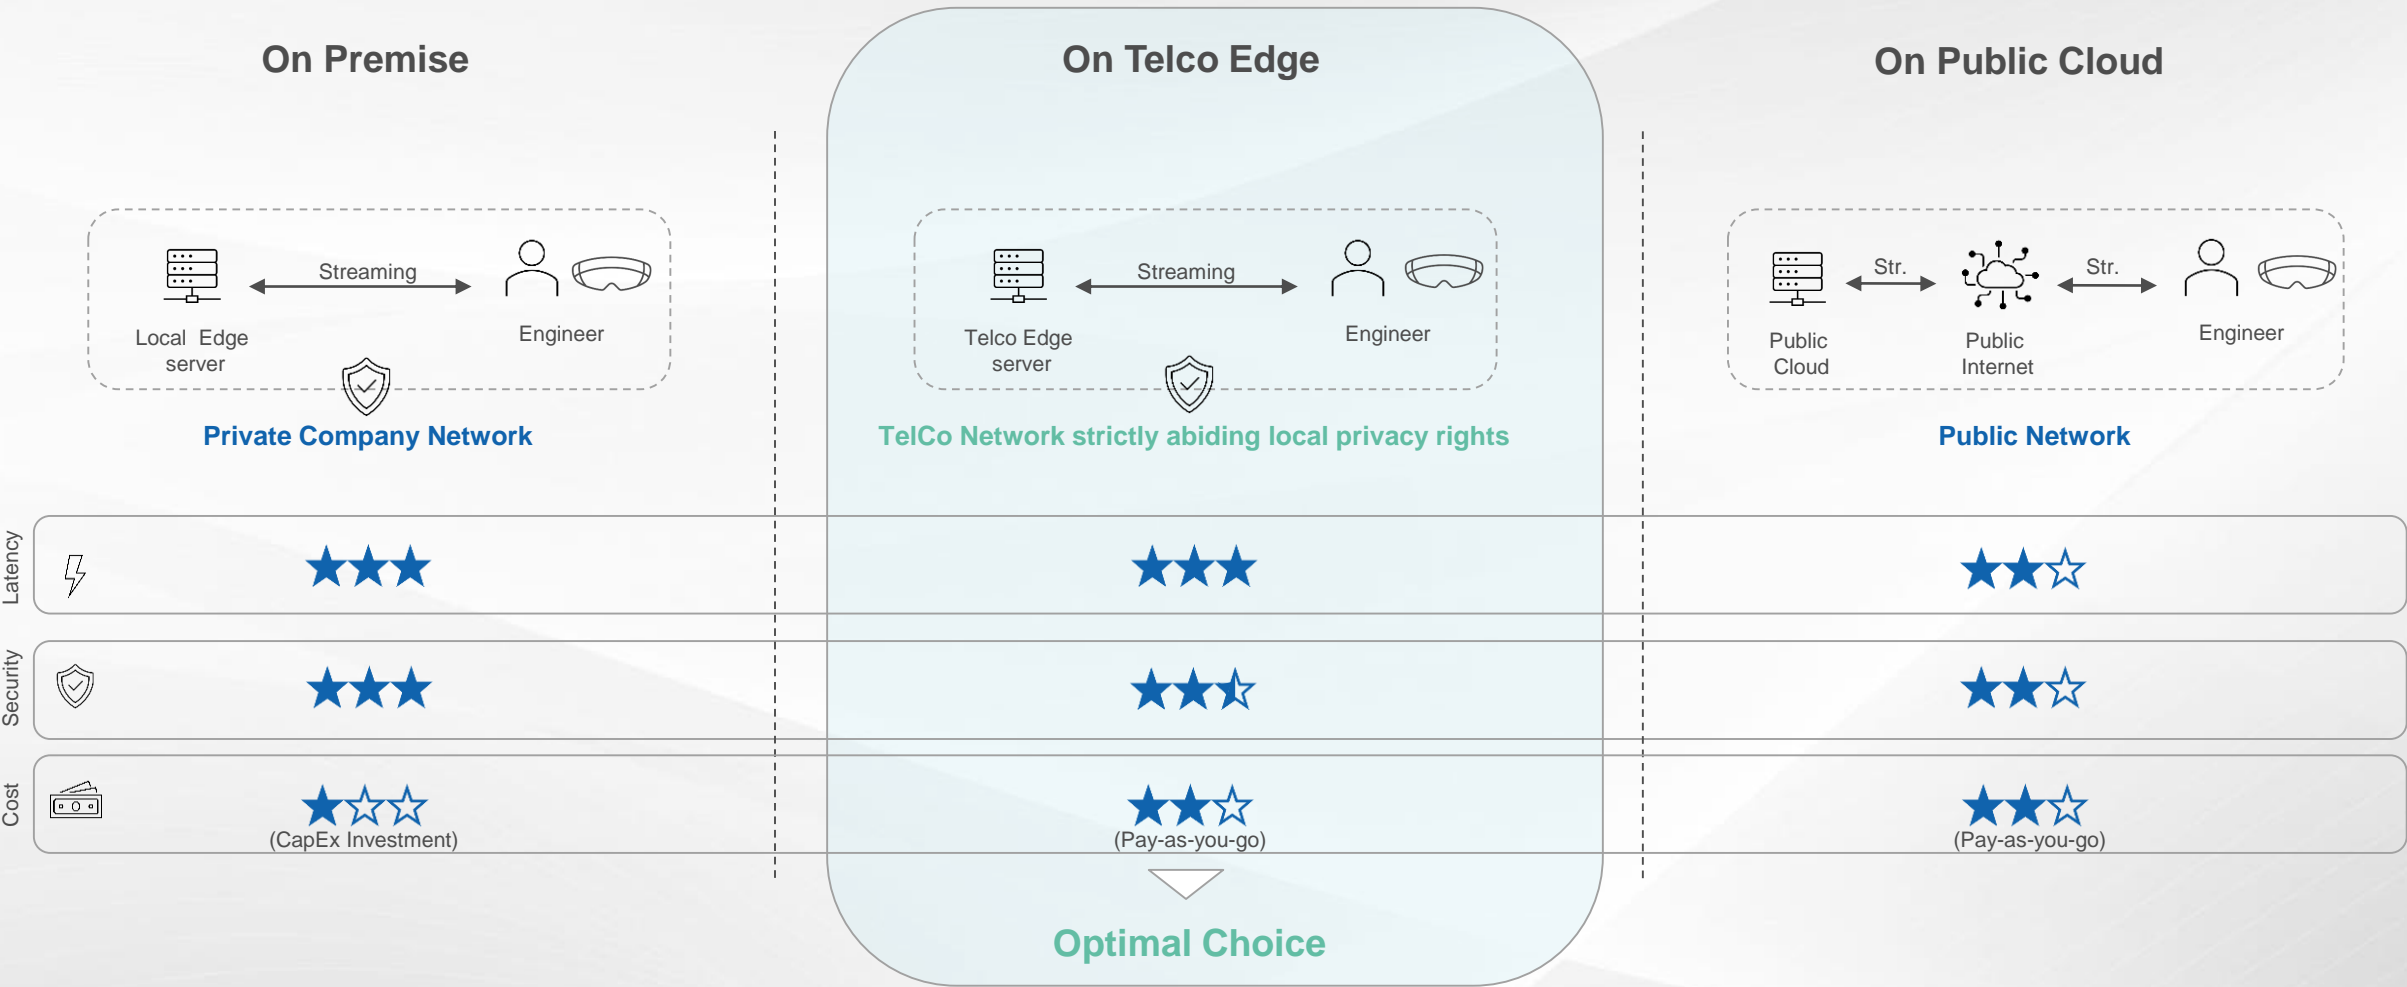 On Premise
On Telco Edge
On Public Cloud
Streaming
Local Edge
server
Engineer
Private Company Network
Streaming
Telco Edge
server
Engineer
TelCo Network strictly abiding local privacy rights
Str.
Str.
Public
Cloud
Public
Internet
Engineer
Public Network
Latency
Security
Cost
(CapEx Investment)
(Pay-as-you-go)
(Pay-as-you-go)
Optimal Choice